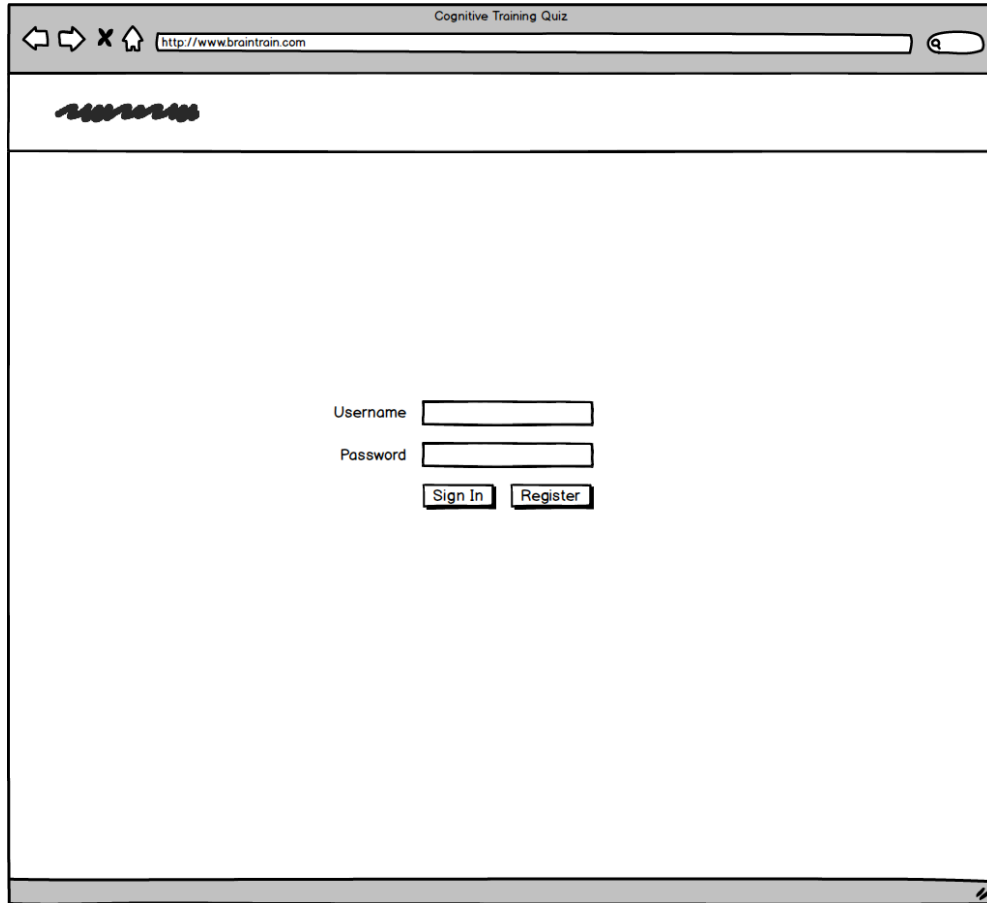 Cognitive Training Quiz
http://www.braintrain.com
Username
Password
Sign In Register